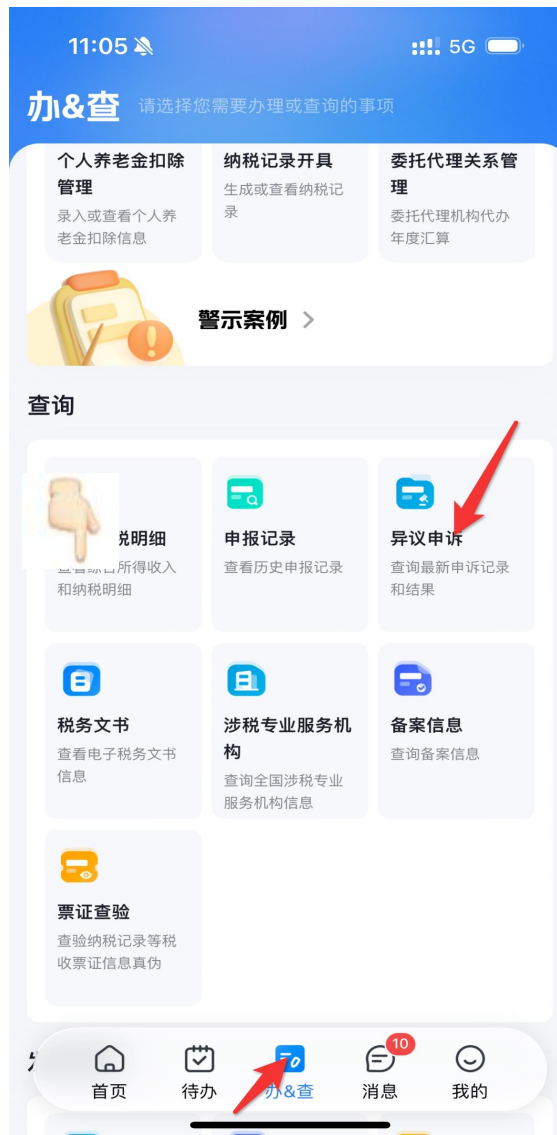 11:05
5G
办&查 请选择您需要办理或查询的事项
个人养老金扣除
管理
录入或查看个人养
老金扣除信息
纳税记录开具
生成或查看纳税记
录
委托代理关系管
理
委托代理机构代办
年度汇算
警示案例
查询
税明细
所得收入
和纳税明细
申报记录
查看历史申报记录
异议申诉
查询最新申诉记录
和结果
税务文书
查看电子税务文书
信息
涉税专业服务机
构
查询全国涉税专业
服务机构信息
备案信息
查询备案信息
票证查验
查验纳税记录等税
收票证信息真伪
首页
待办
办&查
10
消息
我的